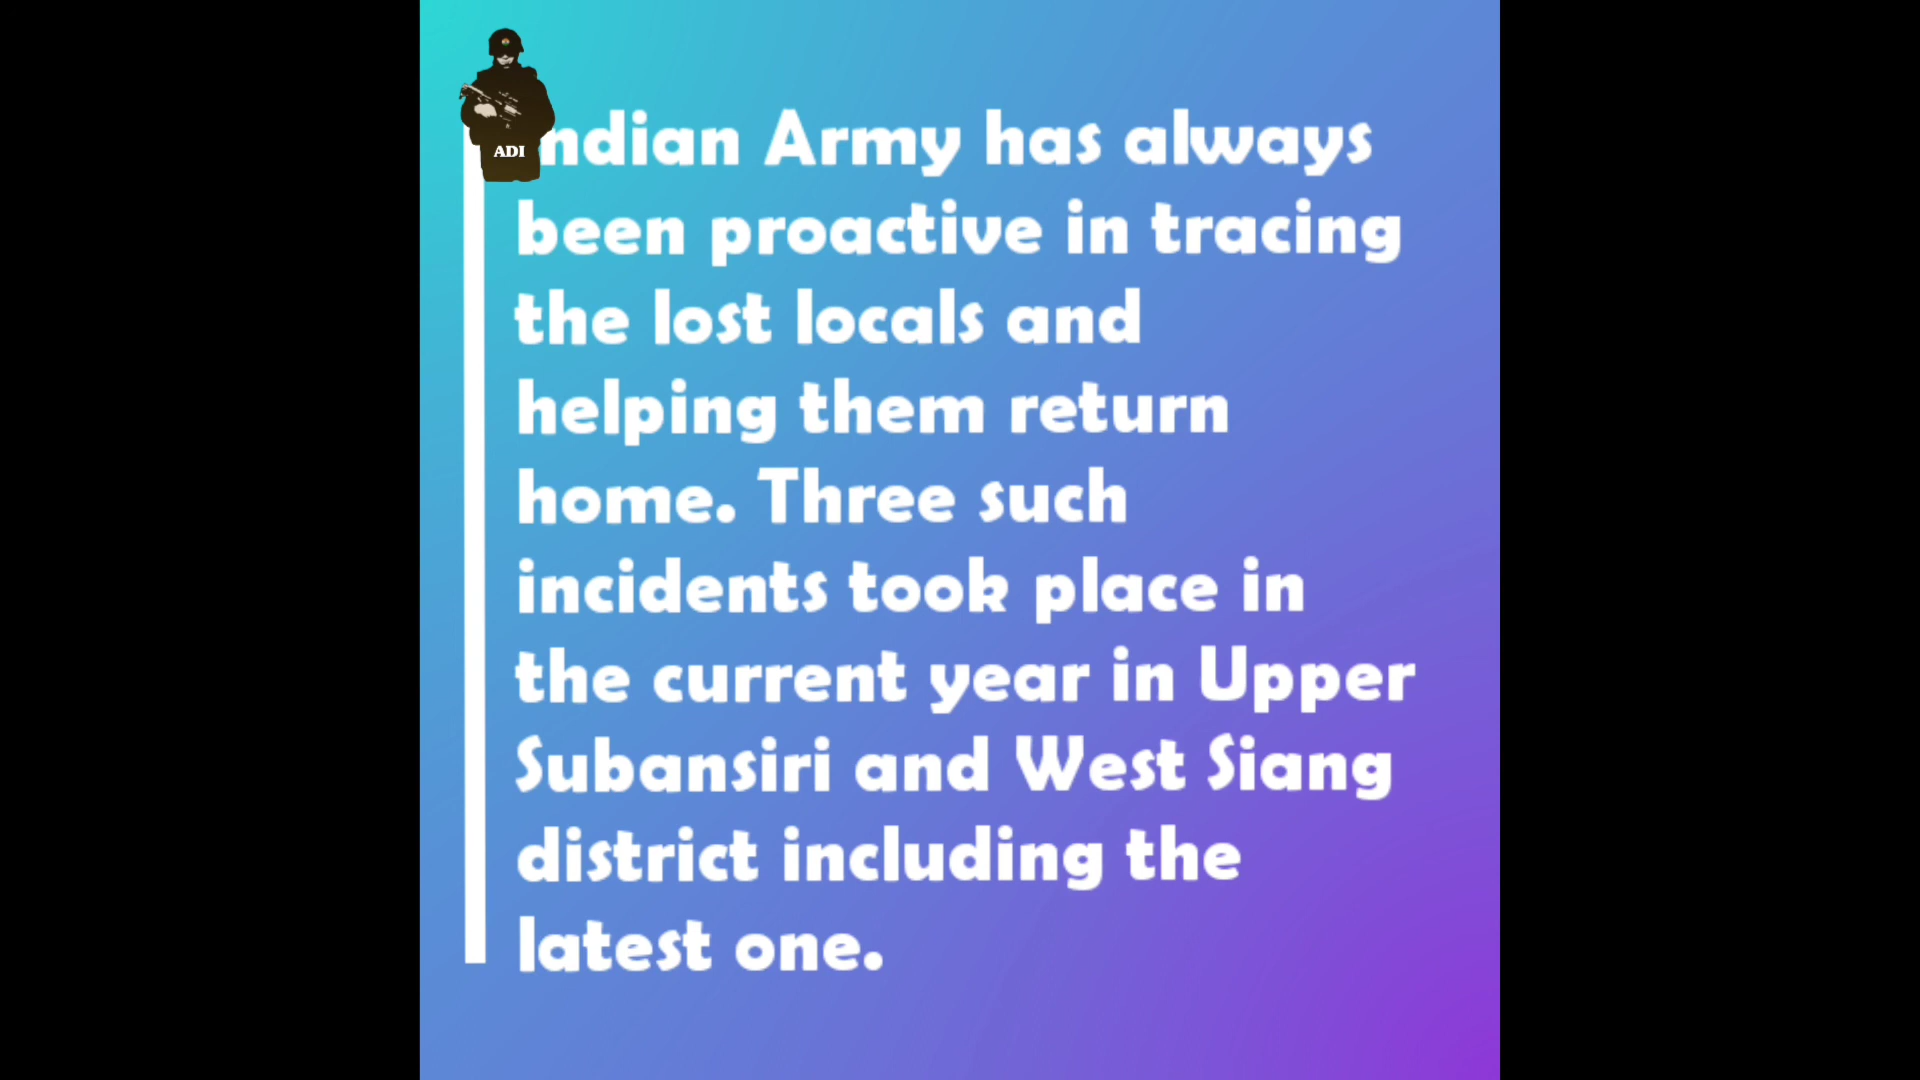 ADI
Indian Army has always
been proactive in tracing
the lost locals and
helping them return
home. Three such
incidents took place in
the current year in Upper
Subansiri and West Siang
district including the
latest one.